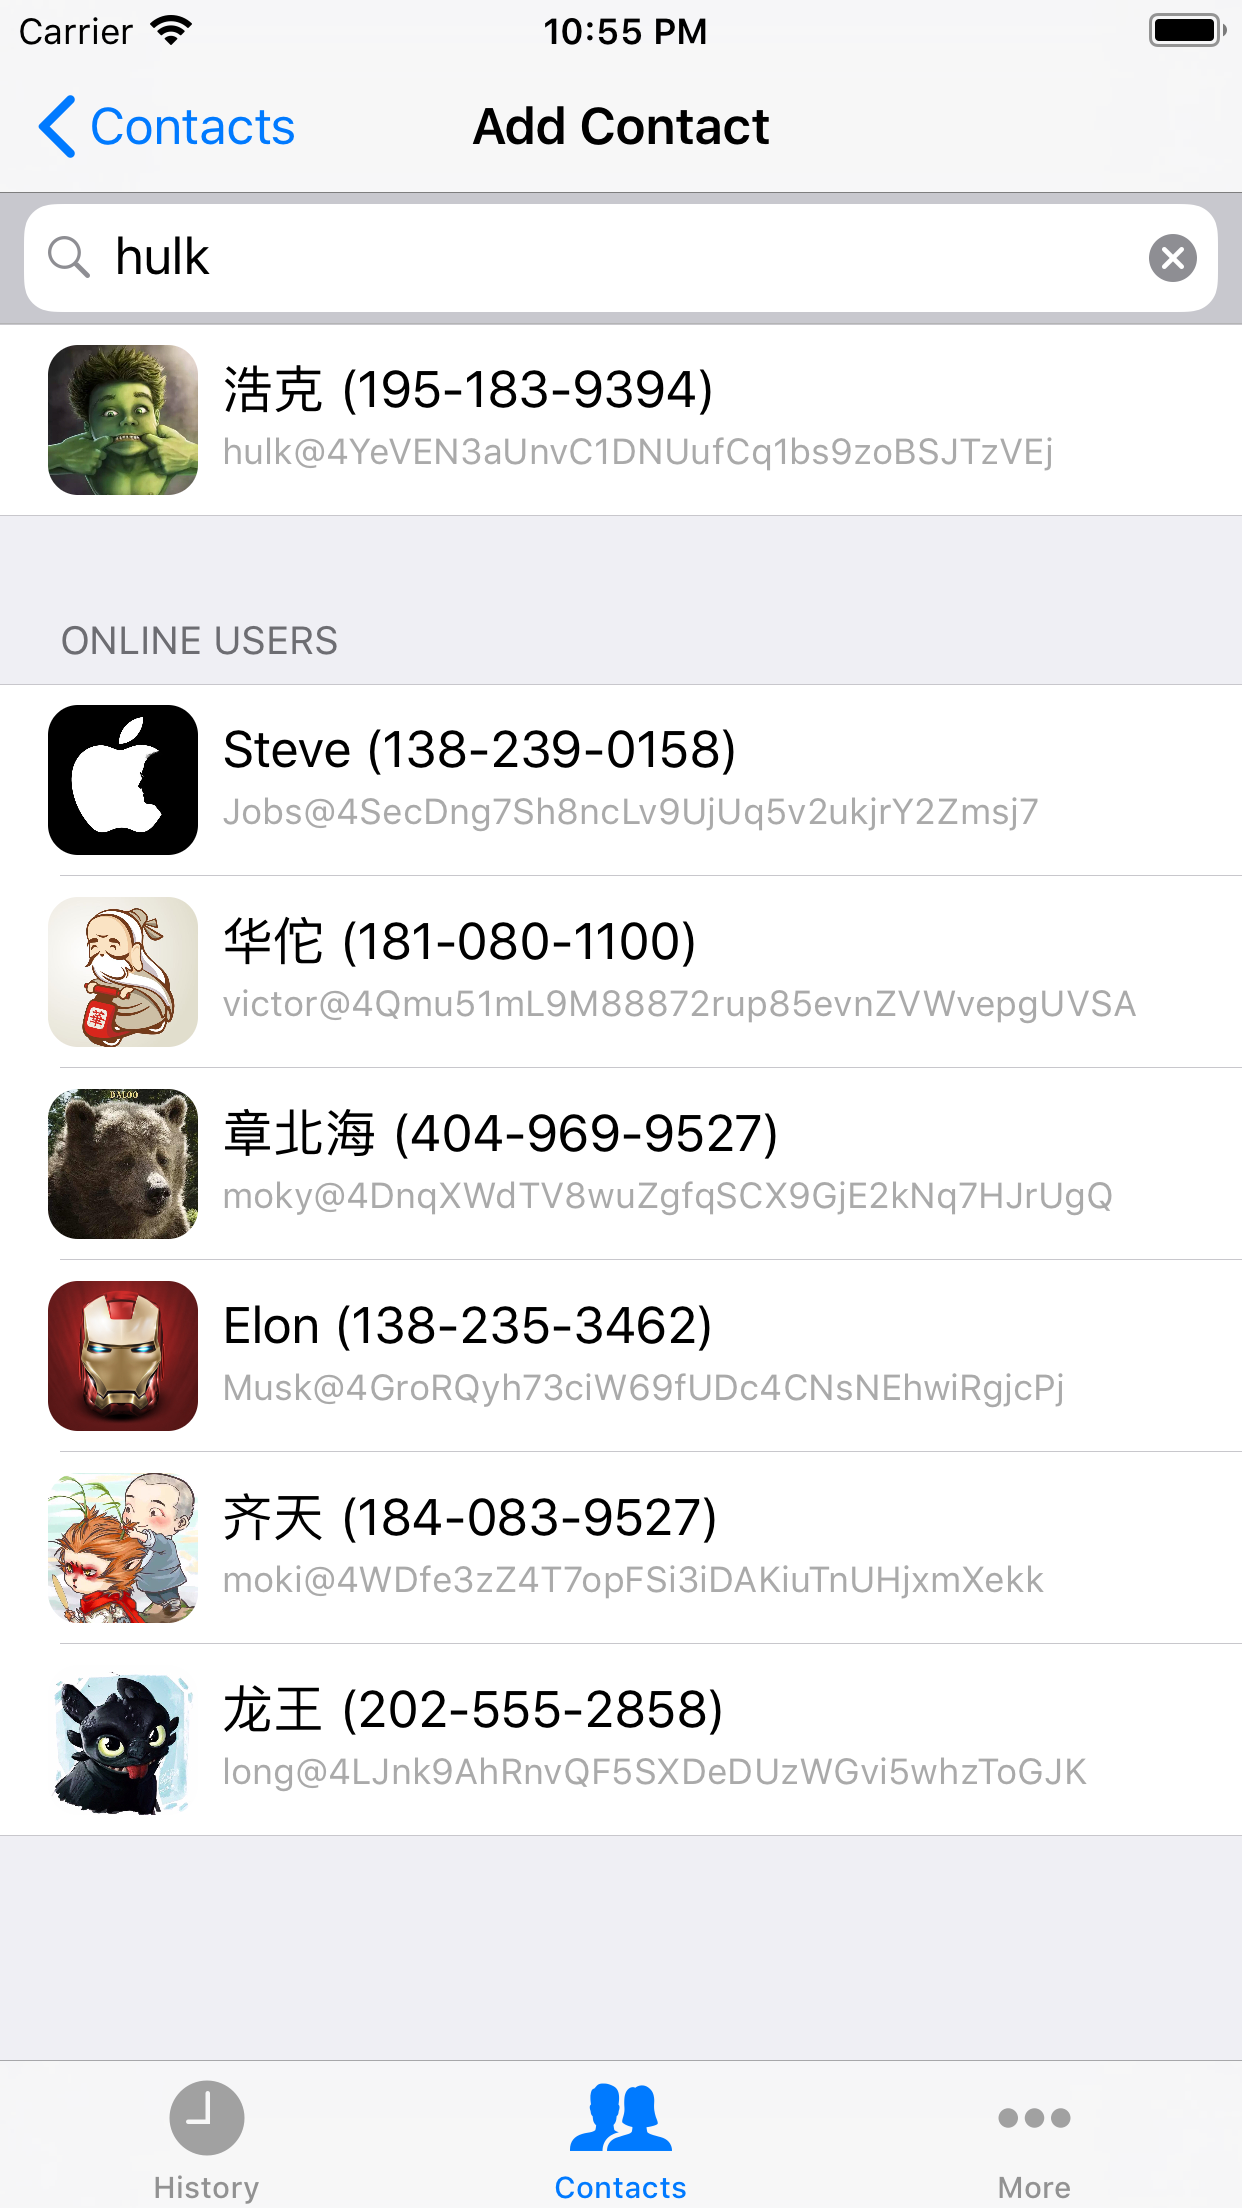 Carrier 10:55 PM
Contacts Add Contact
hulk
浩克 (195-183-9394)
hulk@4YeVEN3aUnvC1DNUufCq1bs9zoBSJTzVEj
ONLINE USERS
Steve (138-239-0158)
Jobs@4SecDng7Sh8ncLv9UjUq5v2ukjrY2Zmsj7
華
华佗 (181-080-1100)
victor@4Qmu51mL9M88872rup85evnZVWvepgUVSA
BALOO
章北海 (404-969-9527)
moky@4DnqXWdTV8wuZgfqSCX9GjE2kNq7HJrUgQ
Elon (138-235-3462)
Musk@4GroRQyh73ciW69fUDc4CNsNEhwiRgjcPj
齐天 (184-083-9527)
moki@4WDfe3zZ4T7opFSi3iDAKiuTnUHjxmXekk
龙王 (202-555-2858)
long@4LJnk9AhRnvQF5SXDeDUzWGvi5whzToGJK
History Contacts More